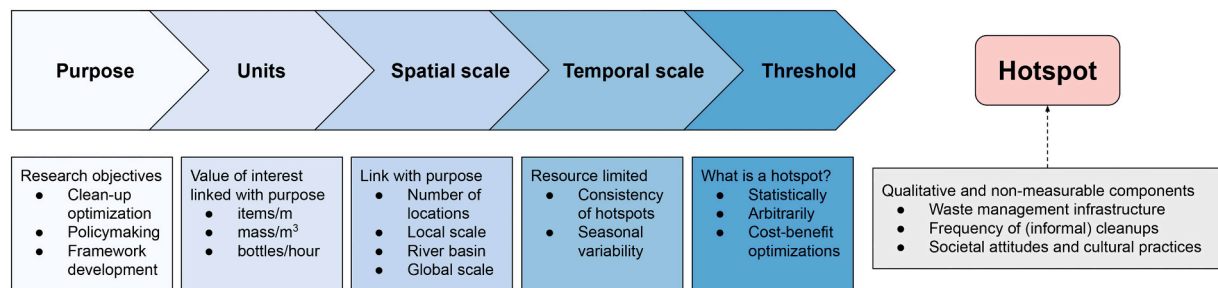 Purpose
Units
Spatial scale
Temporal scale
Threshold
Hotspot
Research objectives
● Clean-up
optimization
● Policymaking
● Framework
development
Value of interest
linked with purpose
● items/m
● mass/m³
● bottles/hour
Link with purpose
● Number of
locations
● Local scale
● River basin
● Global scale
Resource limited
● Consistency
of hotspots
● Seasonal
variability
What is a hotspot?
● Statistically
● Arbitrarily
● Cost-benefit
optimizations
Qualitative and non-measurable components
● Waste management infrastructure
● Frequency of (informal) cleanups
● Societal attitudes and cultural practices